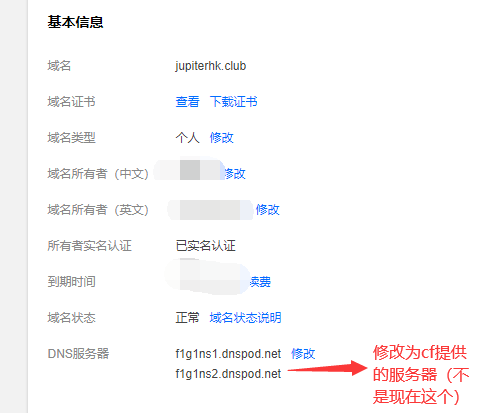 基本信息
域名 jupiterhk.club
域名证书 查看 下载证书
域名类型 个人 修改
域名所有者（中文） 修改
域名所有者（英文） 修改
所有者实名认证 已实名认证
到期时间 续费
域名状态 正常 域名状态说明
DNS服务器 f1g1ns1.dnspod.net 修改
f1g1ns2.dnspod.net
修改为cf提供
的服务器（不
是现在这个）